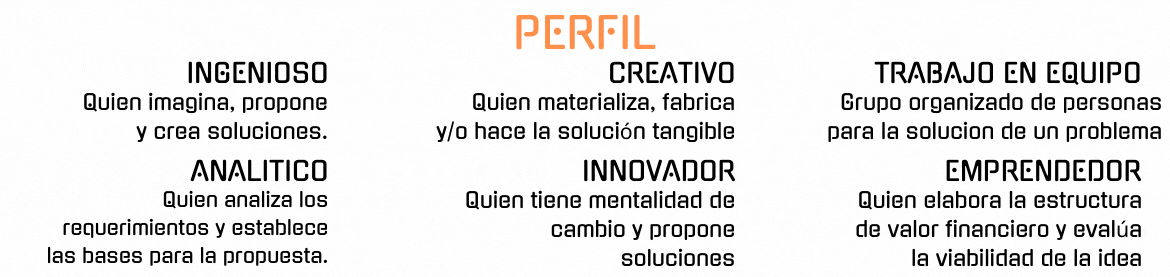 PERFIL
INGENIOSO
Quien imagina, propone
y crea soluciones.
CREATIVO
Quien materializa, fabrica
y/o hace la solución tangible
TRABAJO EN EQUIPO
Grupo organizado de personas
para la solucion de un problema
ANALITICO
Quien analiza los
requerimientos y establece
las bases para la propuesta.
INNOVADOR
Quien tiene mentalidad de
cambio y propone
soluciones
EMPRENDEDOR
Quien elabora la estructura
de valor financiero y evalúa
la viabilidad de la idea